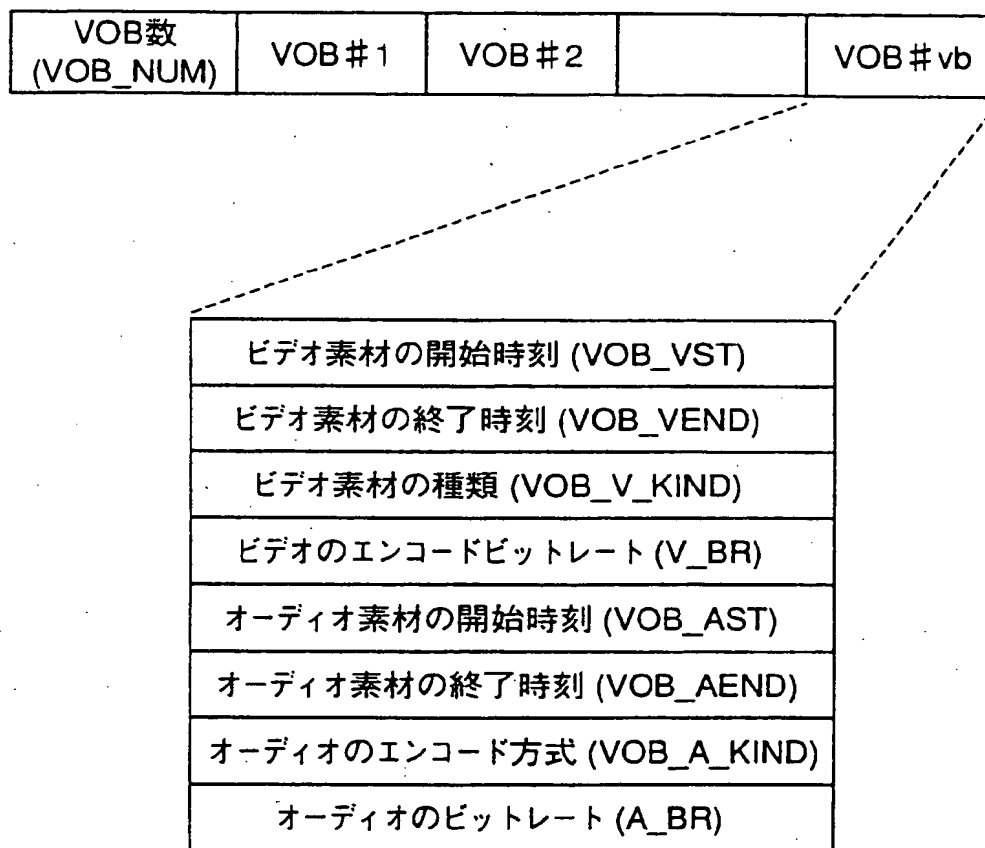 VOB数
(VOB_NUM)
VOB#1
VOB#2
VOB#vb
ビデオ素材の開始時刻 (VOB_VST)
ビデオ素材の終了時刻 (VOB_VEND)
ビデオ素材の種類 (VOB_V_KIND)
ビデオのエンコードビットレート (V_BR)
オーディオ素材の開始時刻 (VOB_AST)
オーディオ素材の終了時刻 (VOB_AEND)
オーディオのエンコード方式 (VOB_A_KIND)
オーディオのビットレート (A_BR)